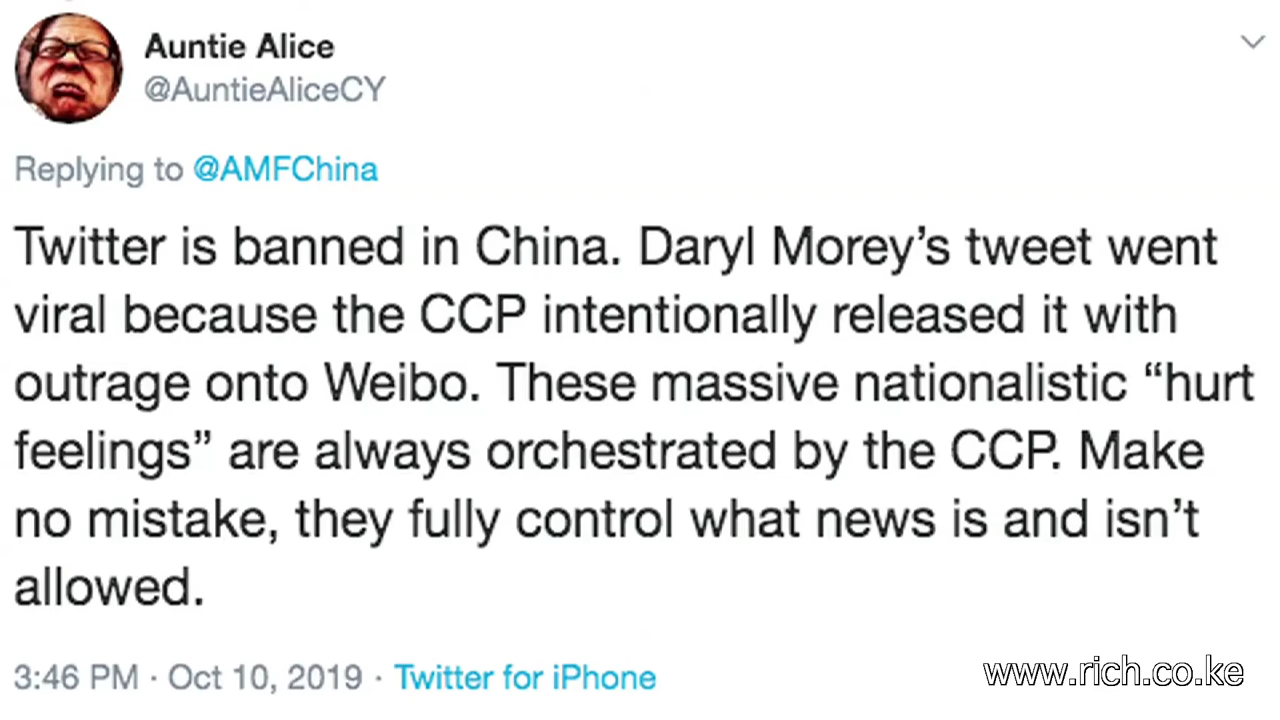 Auntie Alice
@AuntieAliceCY
Replying to @AMFChina
Twitter is banned in China. Daryl Morey’s tweet went
viral because the CCP intentionally released it with
outrage onto Weibo. These massive nationalistic “hurt
feelings” are always orchestrated by the CCP. Make
no mistake, they fully control what news is and isn’t
allowed.
3:46 PM · Oct 10, 2019 · Twitter for iPhone
www.rich.co.ke